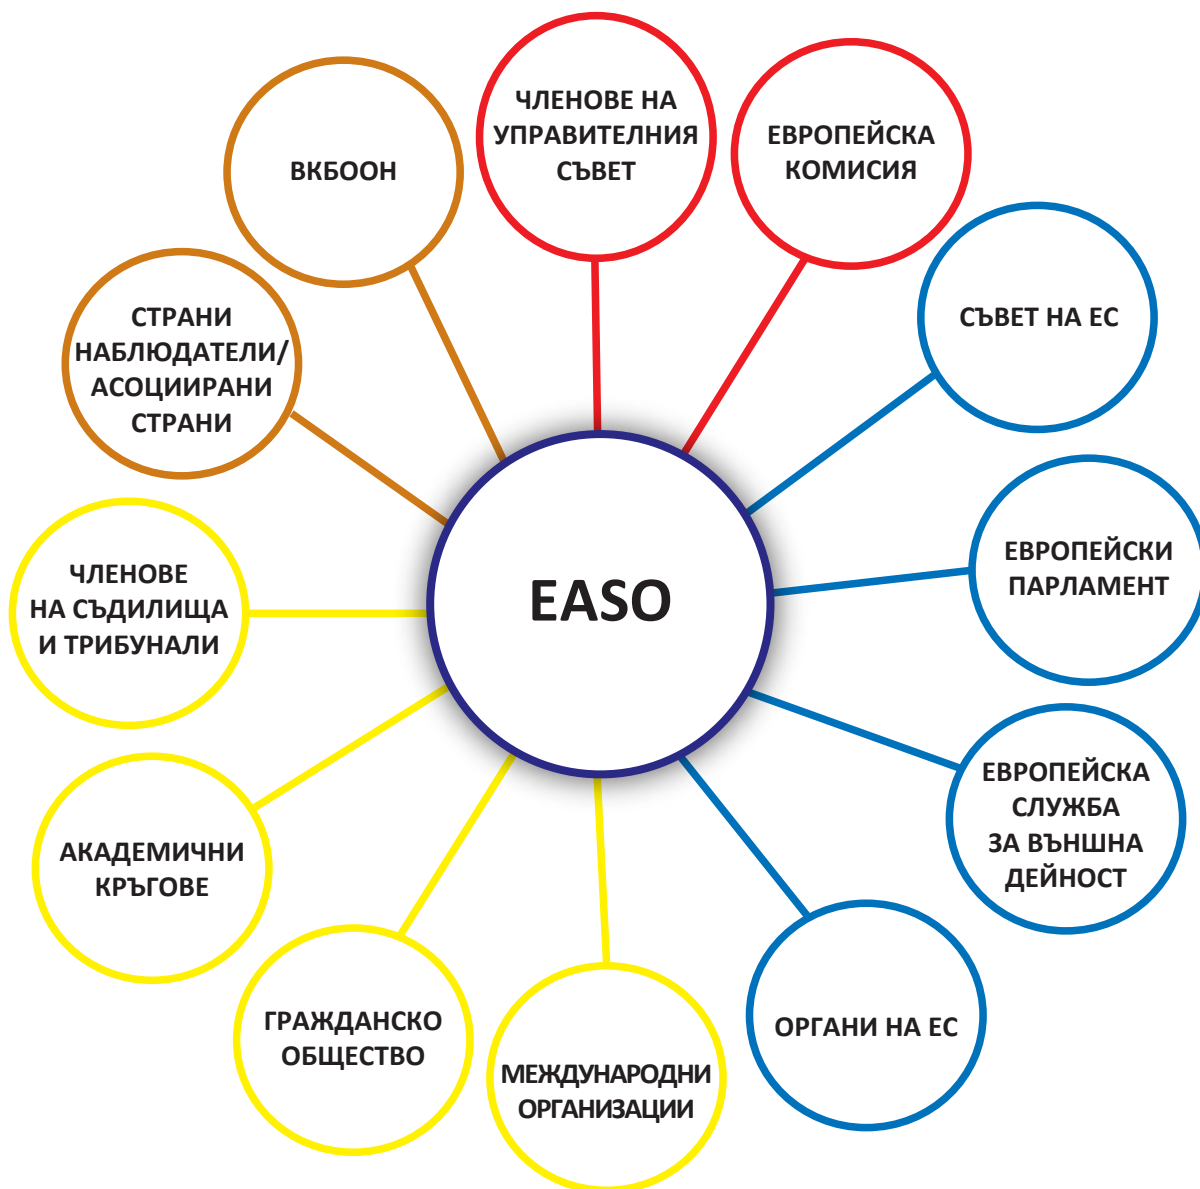 ЧЛЕНОВЕ НА
УПРАВИТЕЛНИЯ
СЪВЕТ
ЕВРОПЕЙСКА
КОМИСИЯ
СЪВЕТ НА ЕС
ЕВРОПЕЙСКИ
ПАРЛАМЕНТ
ЕВРОПЕЙСКА
СЛУЖБА
ЗА ВЪНШНА
ДЕЙНОСТ
ОРГАНИ НА ЕС
МЕЖДУНАРОДНИ
ОРГАНИЗАЦИИ
ГРАЖДАНСКО
ОБЩЕСТВО
АКАДЕМИЧНИ
КРЪГОВЕ
ЧЛЕНОВЕ
НА СЪДИЛИЩА
И ТРИБУНАЛИ
СТРАНИ
НАБЛЮДАТЕЛИ/
АСОЦИИРАНИ
СТРАНИ
ВКБООН
EASO